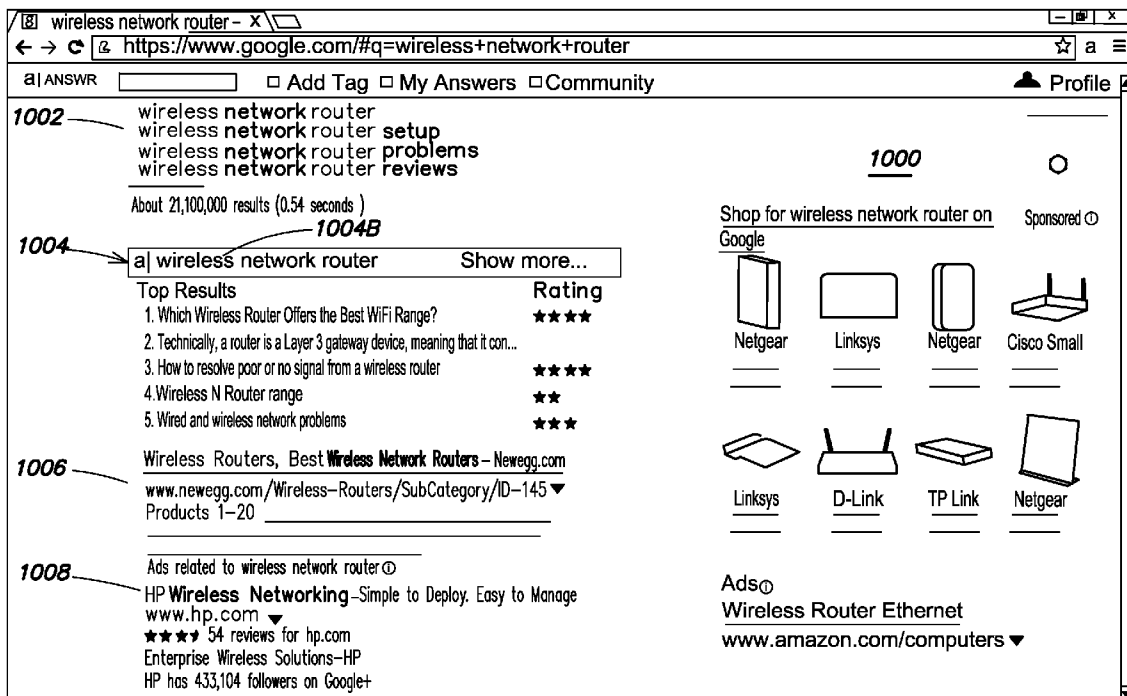 wireless network router - X
https://www.google.com/#q=wireless+network+router
a
a| ANSWR Add Tag My Answers Community Profile
1002
wireless network router
wireless network router setup
wireless network router problems
wireless network router reviews
1000
About 21,100,000 results (0.54 seconds )
1004
1004B
a| wireless network router Show more...
Top Results Rating
1. Which Wireless Router Offers the Best WiFi Range? ★★★★
2. Technically, a router is a Layer 3 gateway device, meaning that it con...
3. How to resolve poor or no signal from a wireless router ★★★★
4.Wireless N Router range ★★
5. Wired and wireless network problems ★★★
1006
Wireless Routers, Best Wireless Network Routers – Newegg.com
www.newegg.com/Wireless-Routers/SubCategory/ID-145 ▼
Products 1-20
1008
Ads related to wireless network router ⓘ
HP Wireless Networking-Simple to Deploy. Easy to Manage
www.hp.com ▼
54 reviews for hp.com
Enterprise Wireless Solutions-HP
HP has 433,104 followers on Google+
Shop for wireless network router on
Google
Sponsored ⓘ
Netgear Linksys Netgear Cisco Small
Linksys D-Link TP Link Netgear
Ads ⓘ
Wireless Router Ethernet
www.amazon.com/computers ▼